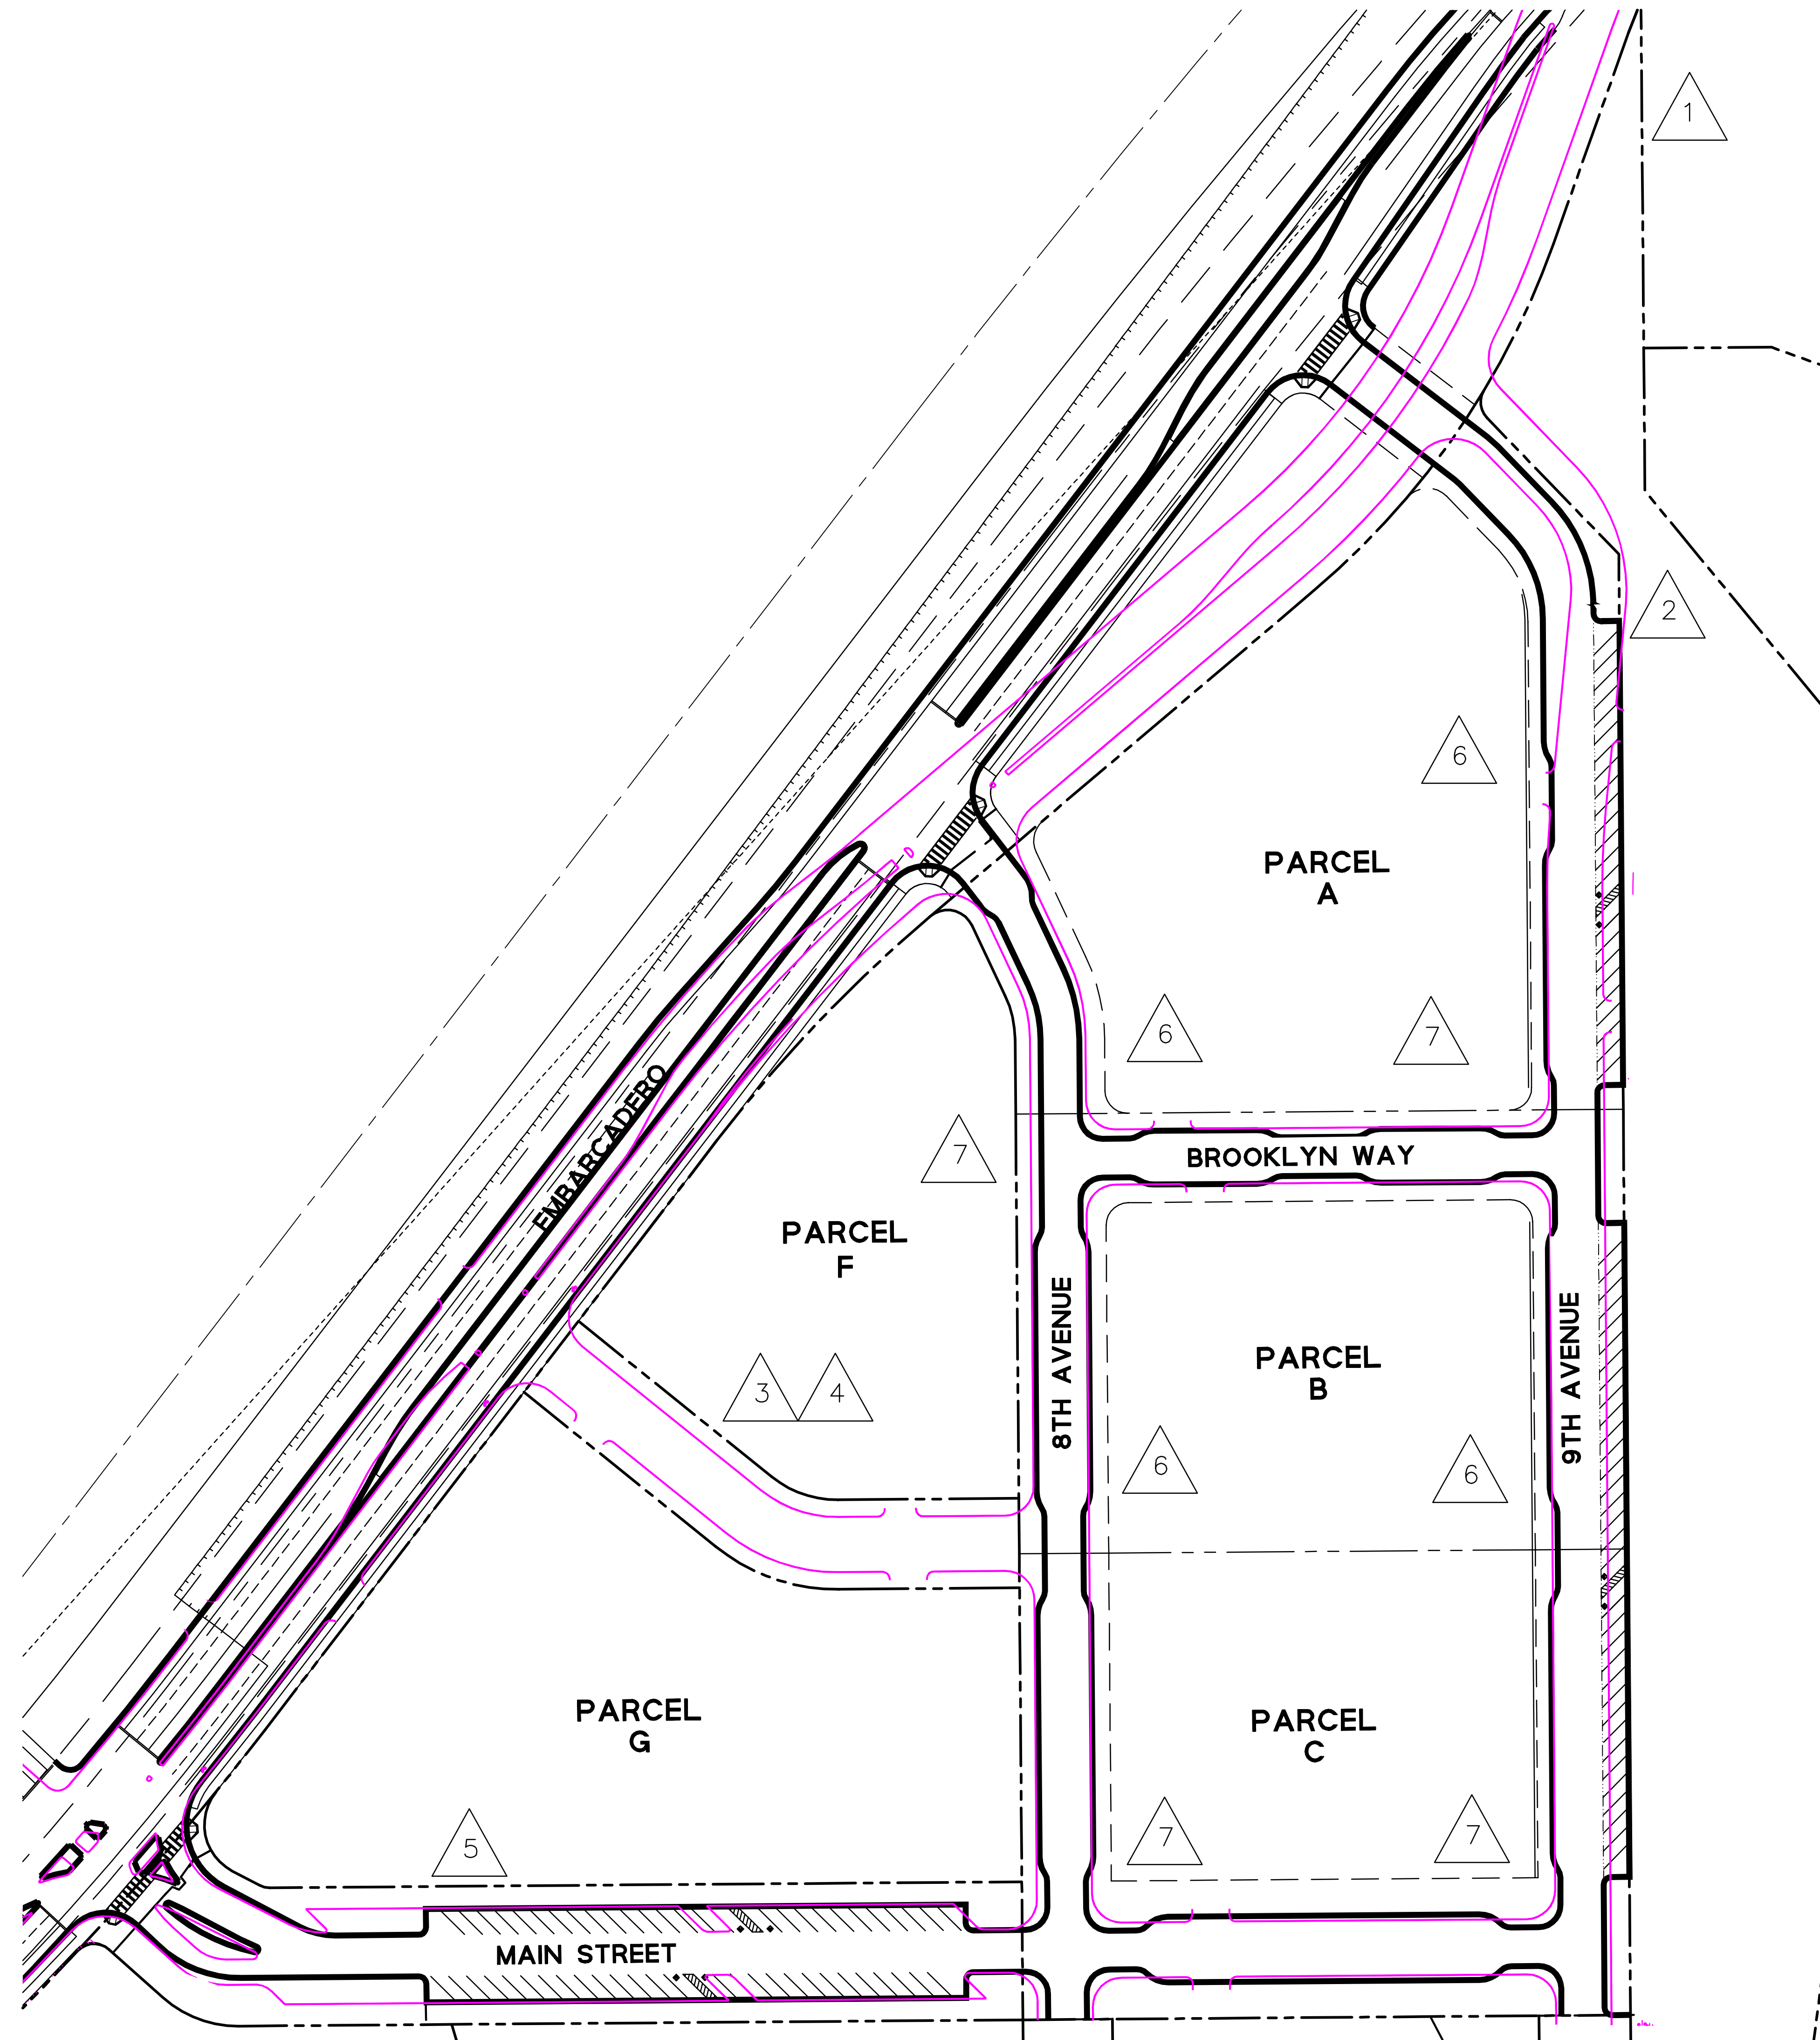 1
2
6
PARCEL
A
6
7
EMBARCADERO
BROOKLYN WAY
7
PARCEL
F
8TH AVENUE
9TH AVENUE
PARCEL
B
3
4
6
6
PARCEL
G
PARCEL
C
5
7
7
MAIN STREET